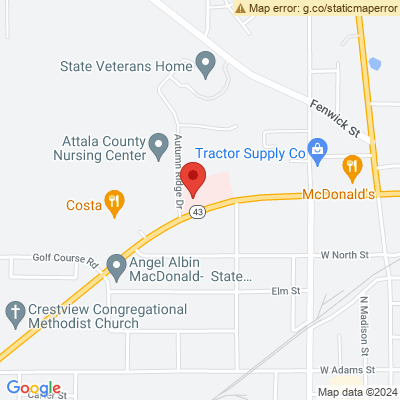 Map error: g.co/staticmaperror
State Veterans Home
Fenwick St
Attala County
Nursing Center
Autumn Ridge Dr
Tractor Supply Co
McDonald's
Costa
43
W North St
Golf Course Rd
Angel Albin
MacDonald- State...
Elm St
Crestview Congregational
Methodist Church
N Madison St
W Adams St
Carter St
Google
Map data ©2024